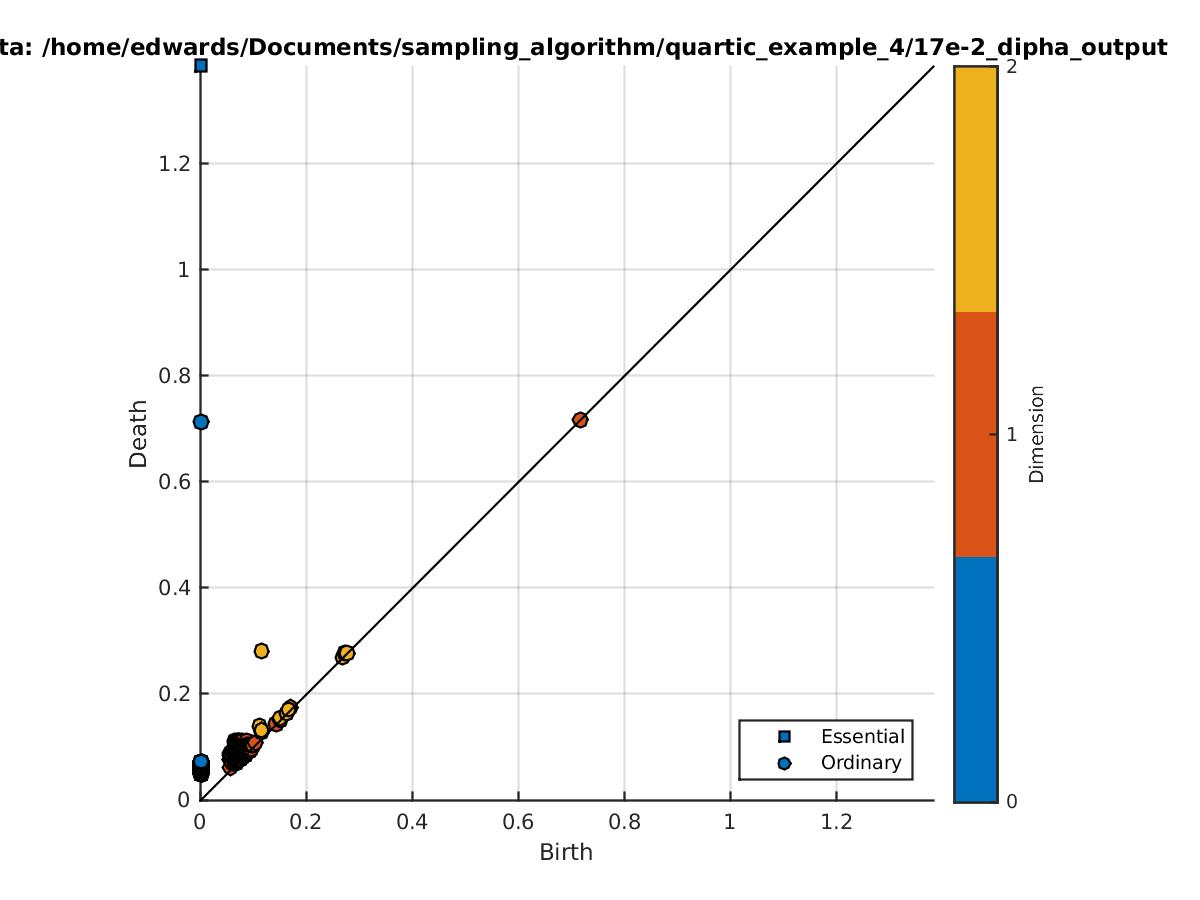 ta: /home/edwards/Documents/sampling_algorithm/quartic_example_4/17e-2_dipha_output
2
1.2
1
0.8
0.6
0.4
0.2
0
Death
1
Dimension
0
Essential
Ordinary
0 0.2 0.4 0.6 0.8 1 1.2
Birth